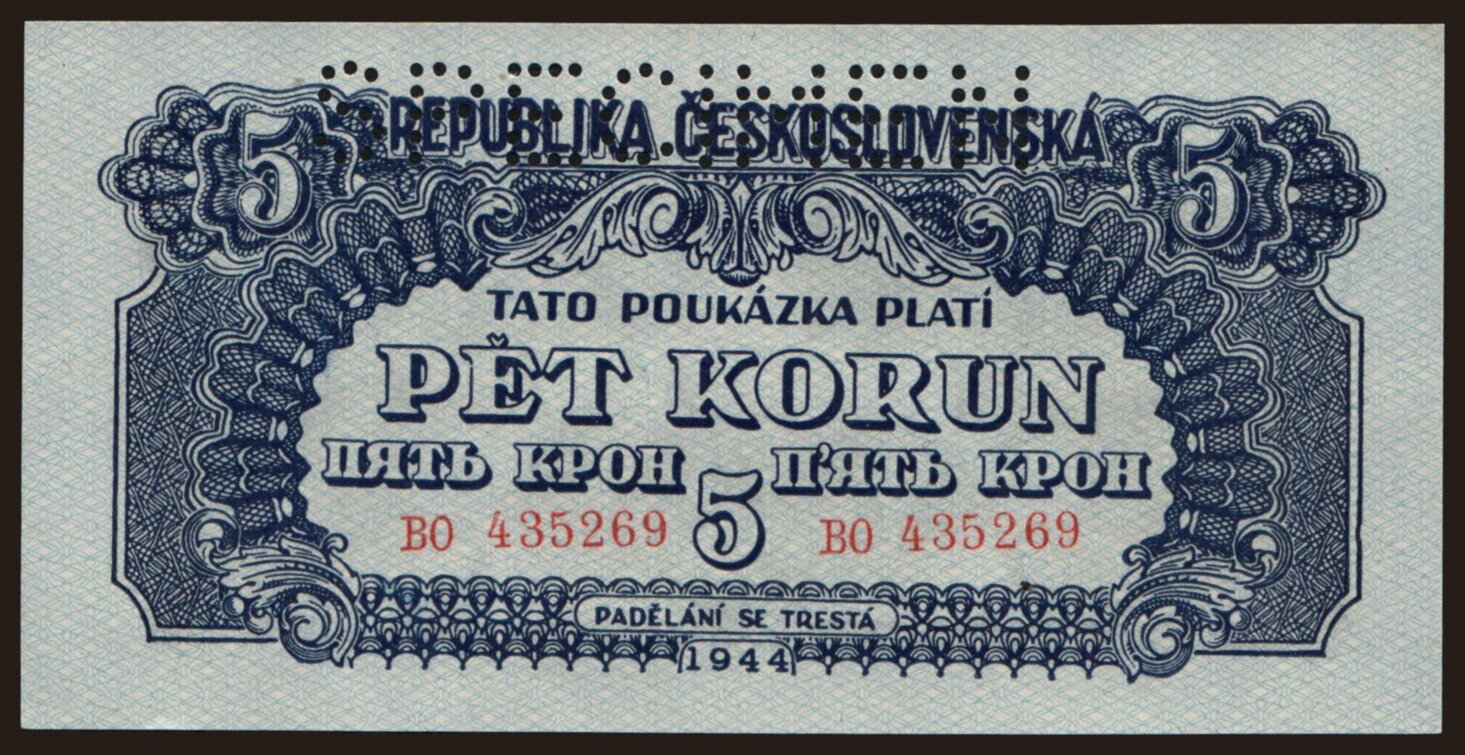 SPECIMEN
REPUBLIKA ČESKOSLOVENSKÁ
5 5
TATO POUKÁZKA PLATÍ
PĚT KORUN
ПЯТЬ КРОН П'ЯТЬ КРОН
5
BO 435269 BO 435269
PADĚLÁNÍ SE TRESTÁ
1944